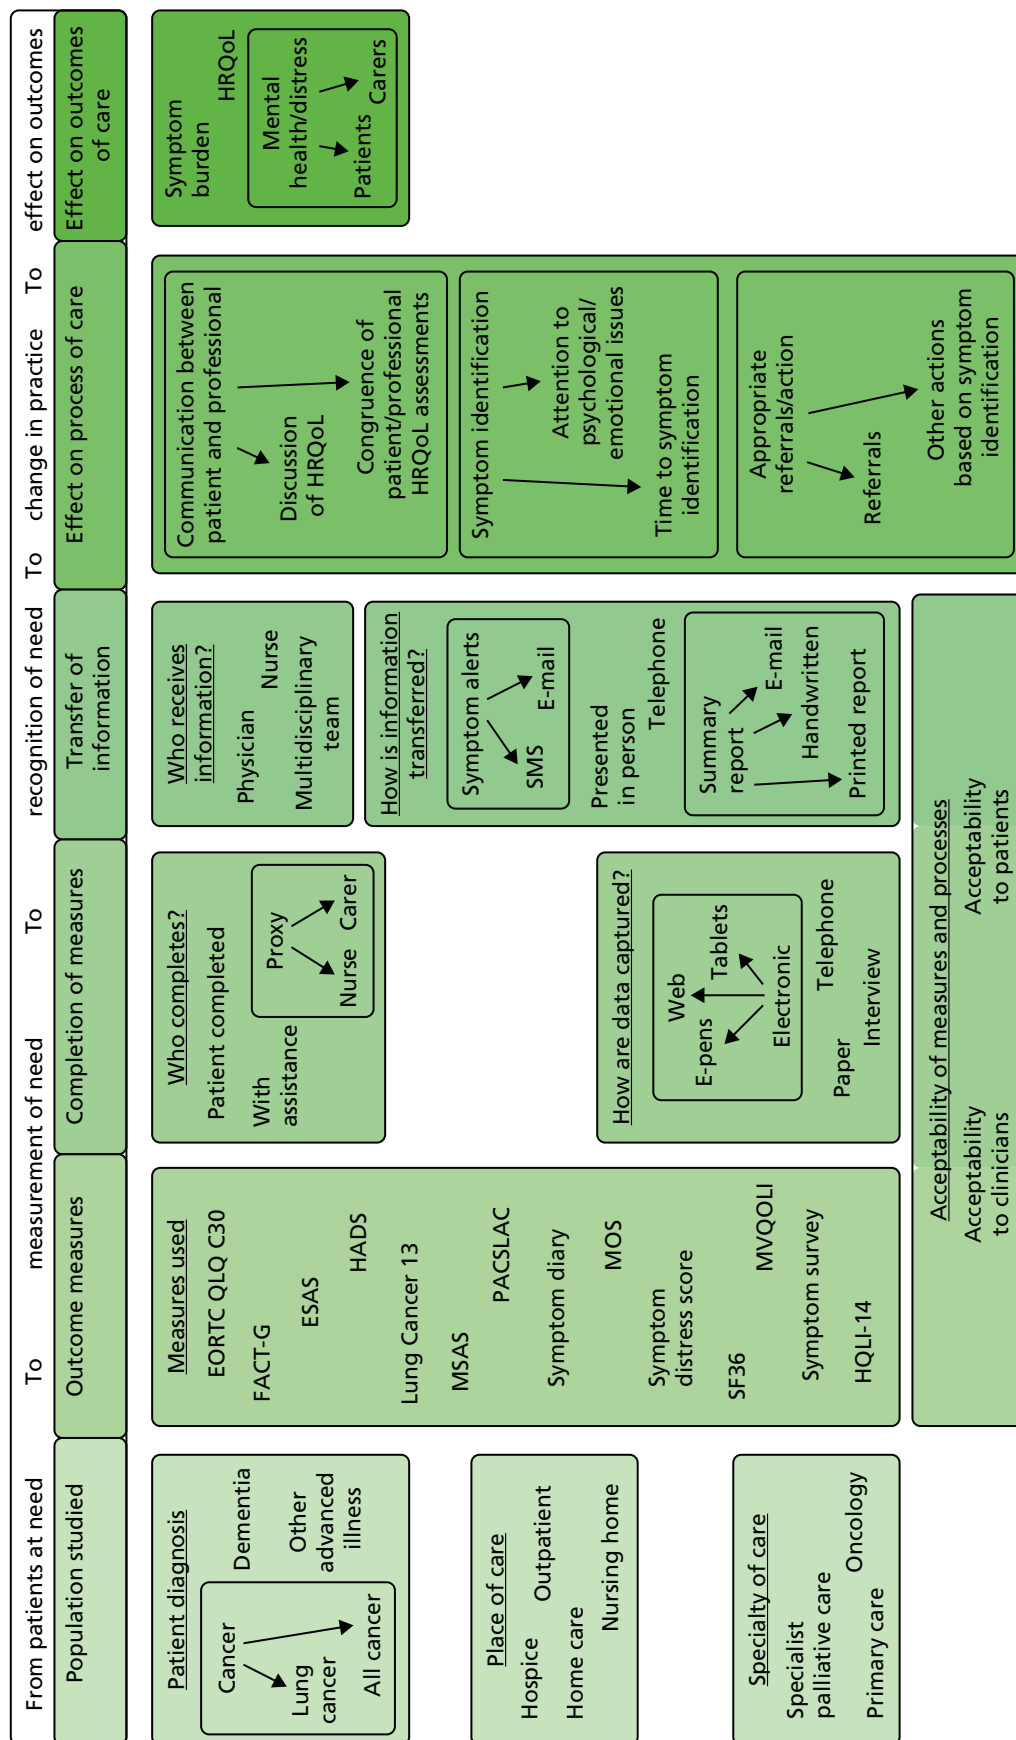 From patients at need
To
measurement of need
To
recognition of need
To
change in practice
To
effect on outcomes
Population studied
Outcome measures
Completion of measures
Transfer of
information
Effect on process of care
Effect on outcomes
of care
Patient diagnosis
Cancer
Lung
cancer
All cancer
Dementia
Other
advanced
illness
Place of care
Hospice
Outpatient
Home care
Nursing home
Specialty of care
Specialist
palliative care
Oncology
Primary care
Measures used
EORTC QLQ C30
FACT-G
ESAS
HADS
Lung Cancer 13
MSAS
PACSLAC
Symptom diary
MOS
Symptom
distress score
SF36
MVQOLI
Symptom survey
HQLI-14
Who completes?
Patient completed
With
assistance
Proxy
Nurse
Carer
How are data captured?
Web
E-pens
Tablets
Electronic
Telephone
Paper
Interview
Who receives
information?
Physician
Nurse
Multidisciplinary
team
How is information
transferred?
Symptom alerts
SMS
E-mail
Presented
in person
Telephone
Summary
report
E-mail
Handwritten
Printed report
Acceptability of measures and processes
Acceptability
to clinicians
Acceptability
to patients
Communication between
patient and professional
Discussion
of HRQoL
Congruence of
patient/professional
HRQoL assessments
Symptom identification
Attention to
psychological/
emotional issues
Time to symptom
identification
Appropriate
referrals/action
Referrals
Other actions
based on symptom
identification
Symptom
burden
HRQoL
Mental
health/distress
Patients
Carers